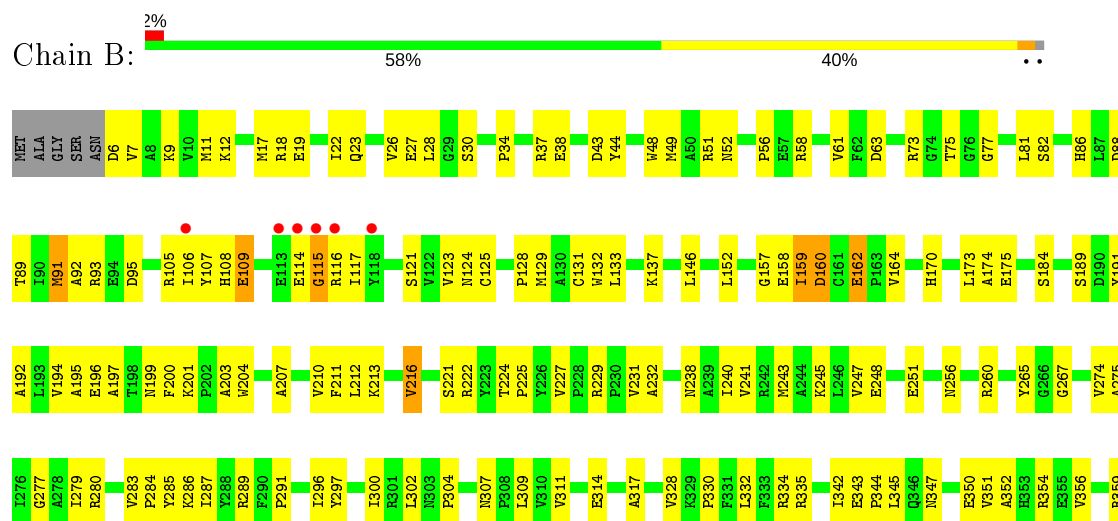 2%
Chain B:
58% 40% • •
MET ALA GLY SER ASN D6 V7 A8 K9 V10 M11 K12 M17 R18 E19 I22 Q23 V26 E27 L28 G29 S30 P34 R37 E38 D43 Y44 W48 M49 A50 R51 N52 P56 E57 R58 V61 F62 D63 R73 G74 T75 G76 G77 L81 S82 H86 L87
T89 I90 M91 A92 R93 E94 D95 R105 I106 Y107 H108 E109 E113 E114 G115 R116 I117 Y118 S121 V122 V123 N124 C125 P128 M129 A130 C131 W132 L133 K137 L146 L152 G157 E158 I159 D160 C161 E162 P163 V164 H170 L173 A174 E175 S184 S189 D190 Y191
A192 L193 V194 A195 E196 A197 T198 N199 F200 K201 P202 A203 W204 A207 V210 F211 L212 K213 V216 S221 R222 Y223 T224 P225 Y226 V227 P228 R229 P230 V231 A232 N238 A239 I240 V241 R242 M243 A244 K245 L246 V247 E248 E251 N256 R260 Y265 G266 G267 V274 A275
I276 G277 A278 I279 R280 V283 P284 Y285 K286 I287 Y288 R289 F290 P291 I296 Y297 I300 R301 L302 N303 P304 N307 P308 L309 V310 V311 E314 A317 V328 K329 P330 F331 L332 F333 R334 R335 I342 E343 P344 L345 Q346 N347 E350 V351 A352 H353 R354 E355 V356